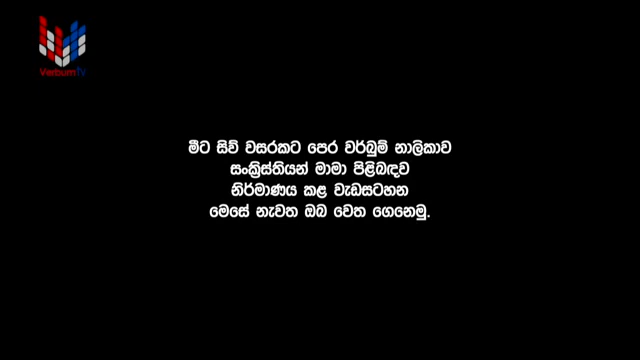 VerbumTV
මීට සිව් වසරකට පෙර වර්බුම් නාලිකාව
සංක්‍රිස්තියන් මාමා පිළිබඳව
නිර්මාණය කළ වැඩසටහන
මෙසේ නැවත ඔබ වෙත ගෙනෙමු.